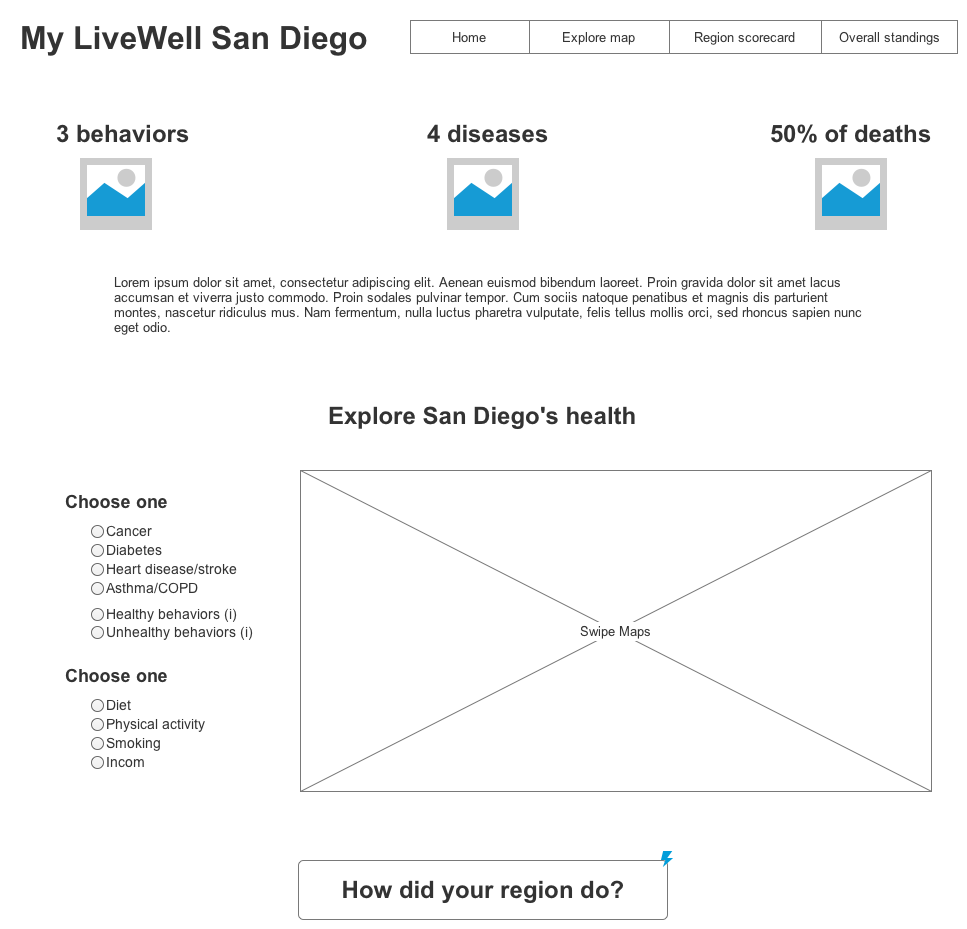 My LiveWell San Diego
Home Explore map Region scorecard Overall standings
3 behaviors 4 diseases 50% of deaths
Lorem ipsum dolor sit amet, consectetur adipiscing elit. Aenean euismod bibendum laoreet. Proin gravida dolor sit amet lacus
accumsan et viverra justo commodo. Proin sodales pulvinar tempor. Cum sociis natoque penatibus et magnis dis parturient
montes, nascetur ridiculus mus. Nam fermentum, nulla luctus pharetra vulputate, felis tellus mollis orci, sed rhoncus sapien nunc
eget odio.
Explore San Diego's health
Choose one
Cancer
Diabetes
Heart disease/stroke
Asthma/COPD
Healthy behaviors (i)
Unhealthy behaviors (i)
Choose one
Diet
Physical activity
Smoking
Incom
Swipe Maps
How did your region do?